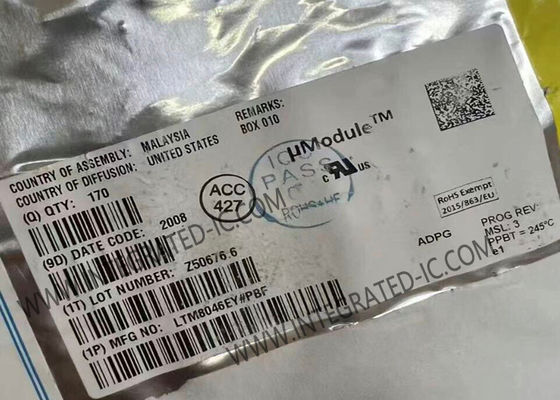 COUNTRY OF ASSEMBLY: MALAYSIA
COUNTRY OF DIFFUSION: UNITED STATES
REMARKS:
BOX 010
(Q) QTY: 170
(9D) DATE CODE: 2008
(1T) LOT NUMBER: Z50676.6
(1P) MFG NO: LTM8046EY#PBF
µModule™
ACC
427
PASS
ROHS+HF
c us
RoHS Exempt
2015/863/EU
ADPG
PROG REV:
MSL: 3
PPBT = 245°C
e1
WWW.INTEGRATED-IC.COM
WWW.INTEGRATED-IC.COM